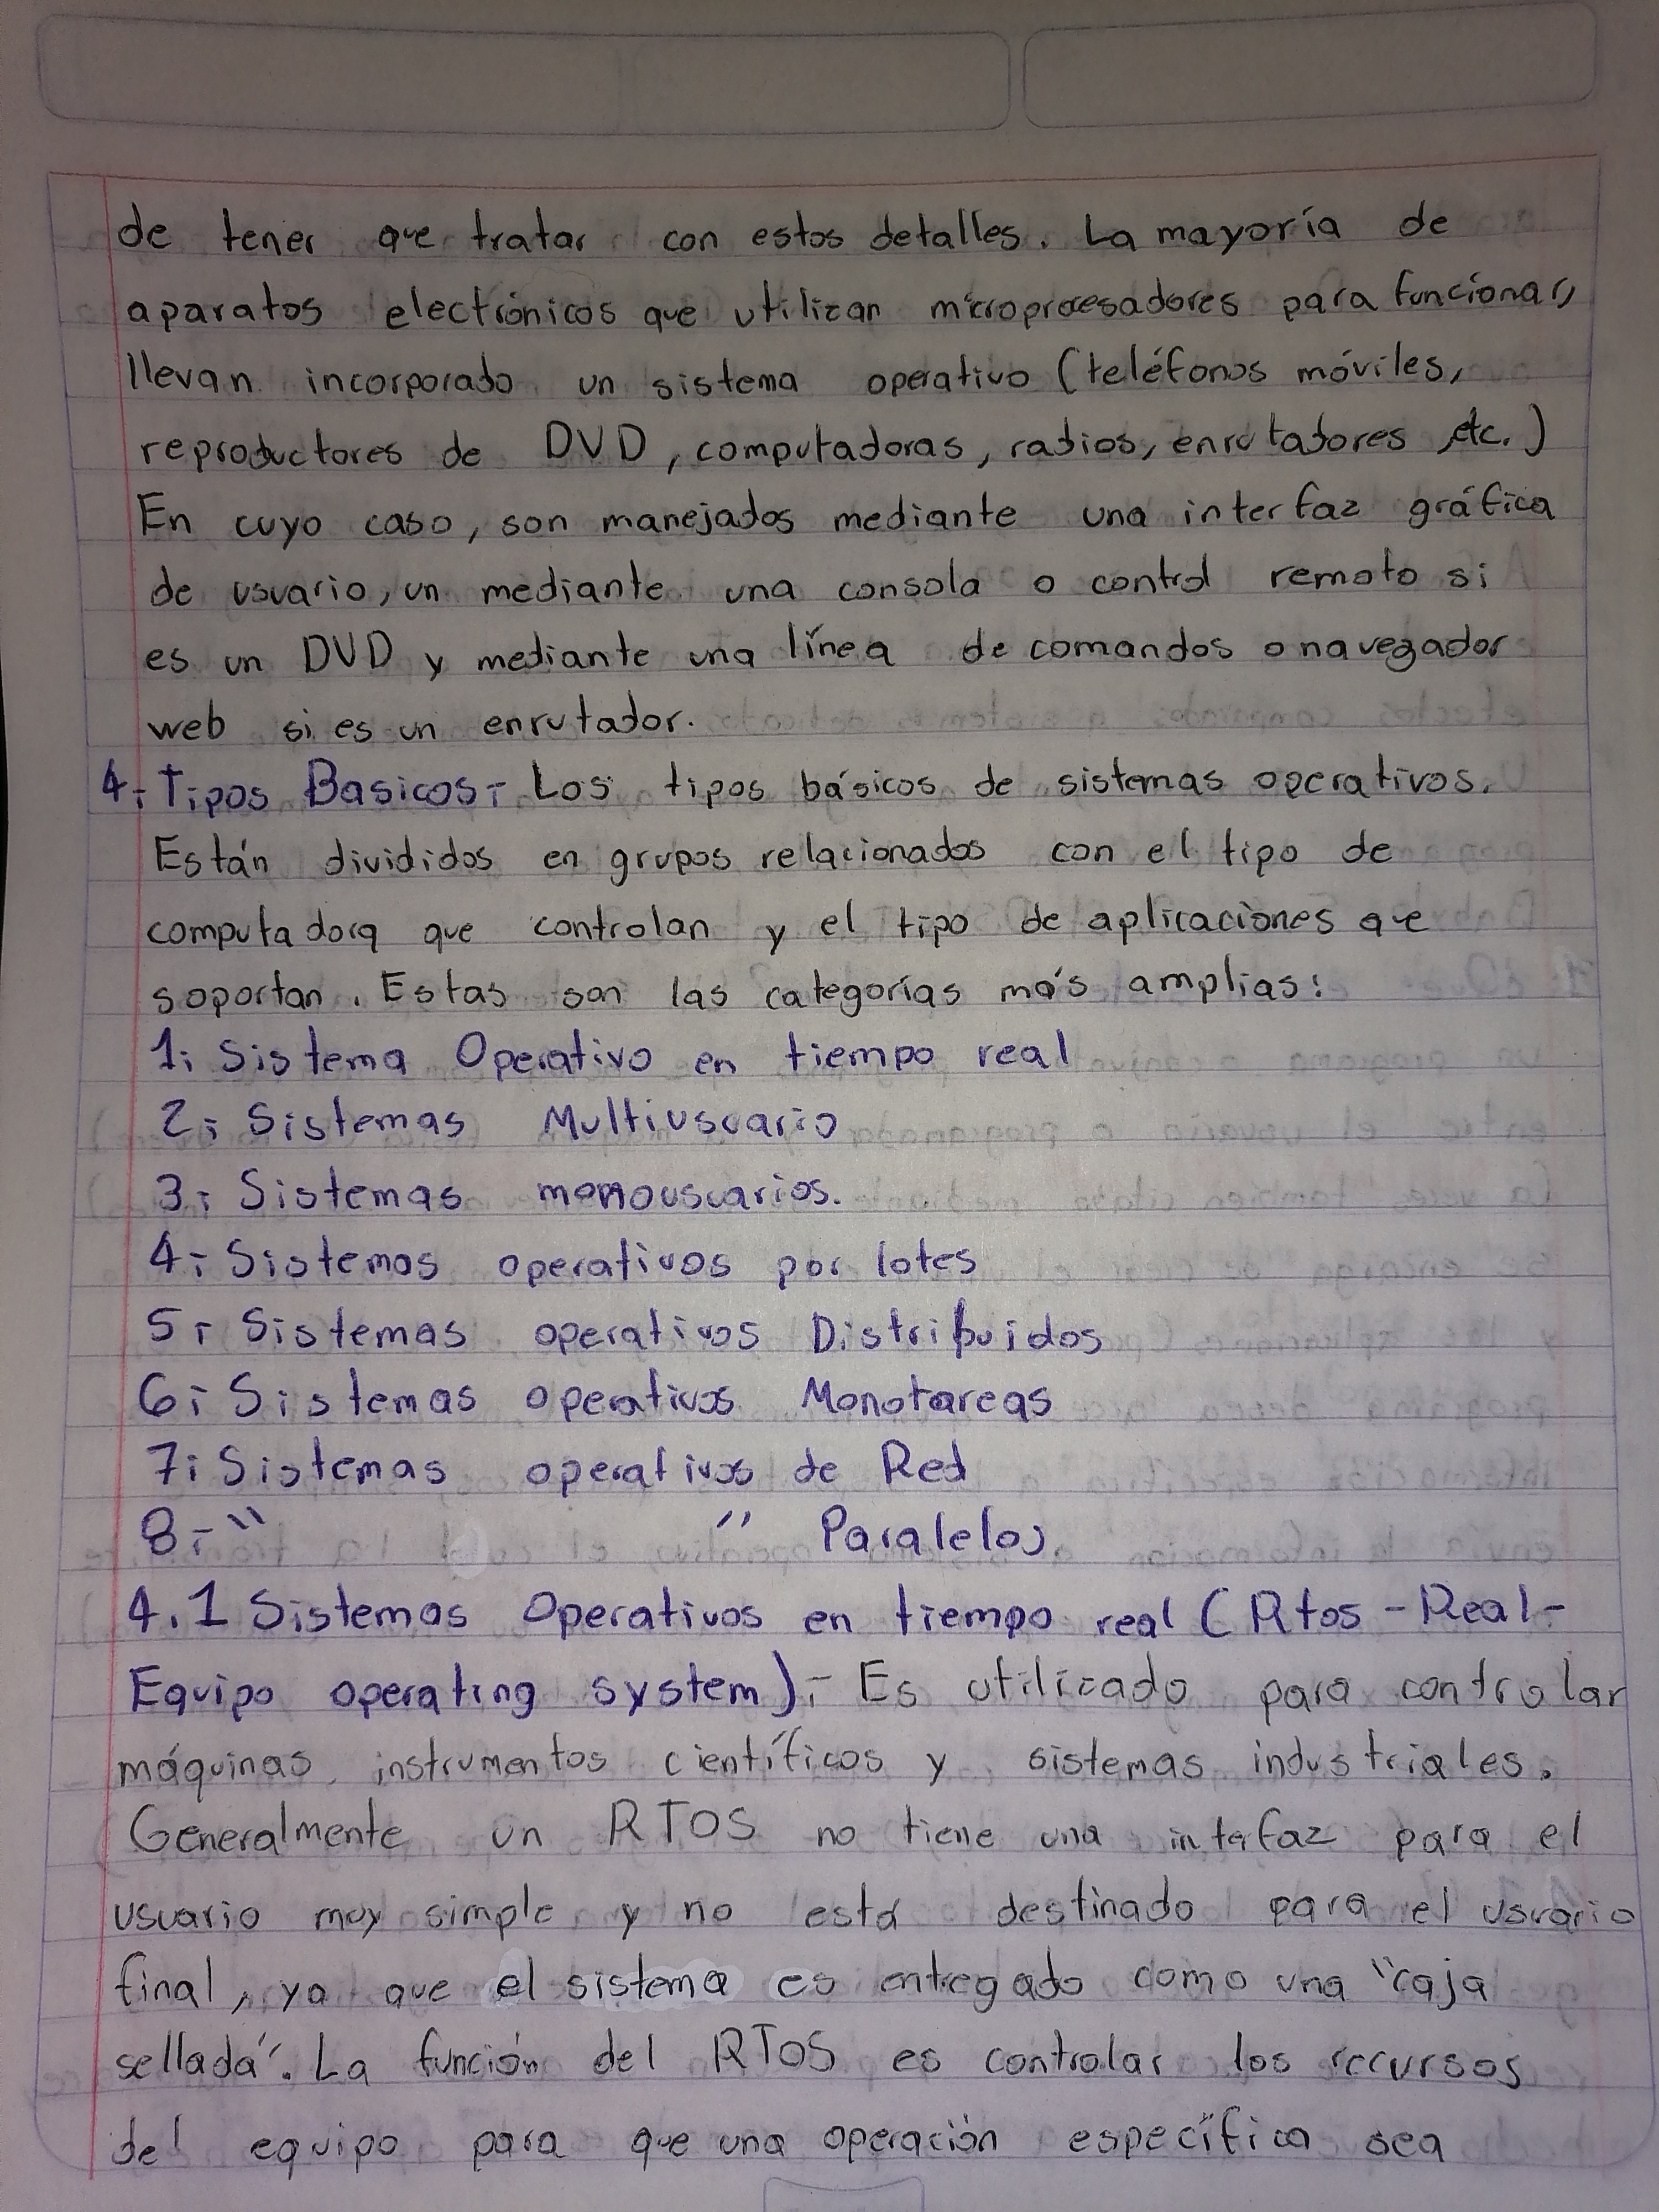 de tener que tratar con estos detalles. La mayoría de
aparatos electrónicos que utilizan microprocesadores para funcionar,
llevan incorporado un sistema operativo (teléfonos móviles,
reproductores de DVD, computadoras, radios, enrutadores, etc.)
En cuyo caso, son manejados mediante una interfaz gráfica
de usuario, un mediante una consola o control remoto si
es un DVD y mediante una línea de comandos o navegador
web si es un enrutador.
4.- Tipos Basicos.- Los tipos básicos de sistemas operativos.
Están divididos en grupos relacionados con el tipo de
computadora que controlan y el tipo de aplicaciones que
soportan. Estas son las categorías más amplias:
1.- Sistema Operativo en tiempo real
2.- Sistemas Multiusuario
3.- Sistemas monousuarios.
4.- Sistemas operativos por lotes
5.- Sistemas operativos Distribuidos
6.- Sistemas operativos Monotareas
7.- Sistemas operativos de Red
8.- " " Paralelos
4.1 Sistemas Operativos en tiempo real (Rtos - Real-
Equipo operating system).- Es utilizado para controlar
máquinas, instrumentos científicos y sistemas industriales.
Generalmente un RTOS no tiene una interfaz para el
usuario muy simple y no está destinado para el usuario
final, ya que el sistema es entregado como una "caja
sellada". La función del RTOS es controlar los recursos
del equipo para que una operación específica sea